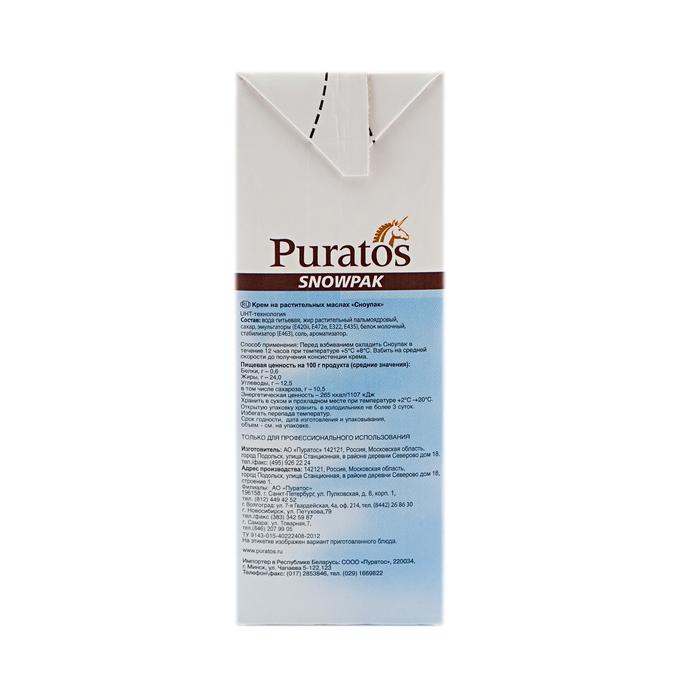 Puratos
SNOWPAK
RU Крем на растительных маслах «Сноупак»
UHT-технология
Состав: вода питьевая, жир растительный пальмоядровый,
сахар, эмульгаторы (Е420ii, Е472е, Е322, Е435), белок молочный,
стабилизатор (Е463), соль, ароматизатор.
Способ применения: Перед взбиванием охладить Сноупак в
течение 12 часов при температуре +5°С +8°С. Взбить на средней
скорости до получения консистенции крема.
Пищевая ценность на 100 г продукта (средние значения):
Белки, г – 0,6
Жиры, г – 24,0
Углеводы, г – 12,5
в том числе сахароза, г – 10,5
Энергетическая ценность – 265 ккал/1107 кДж
Хранить в сухом и прохладном месте при температуре +2°С →20°С.
Открытую упаковку хранить в холодильнике не более 3 суток.
Избегать перепада температур.
Срок годности, дата изготовления и упаковывания,
объем - см. на упаковке.
ТОЛЬКО ДЛЯ ПРОФЕССИОНАЛЬНОГО ИСПОЛЬЗОВАНИЯ
Изготовитель: АО «Пуратос» 142121, Россия, Московская область,
город Подольск, улица Станционная, в районе деревни Северово дом 18,
тел./факс: (495) 926 22 24
Адрес производства: 142121, Россия, Московская область,
город Подольск, улица Станционная, в районе деревни Северово дом 18,
строение 1.
Филиалы: АО «Пуратос»
196158, г. Санкт-Петербург, ул. Пулковская, д. 8, корп. 1,
тел. (812) 449 42 52
г.Волгоград: ул. 7-я Гвардейская, 4а, оф. 214, тел. (8442) 26 86 30
г. Новосибирск, ул. Петухова,79
тел./факс (383) 342 59 87
г. Самара: ул. Товарная, 7,
тел.(846) 207 99 05
ТУ 9143-015-40222408-2012
На этикетке изображен вариант приготовленного блюда.
www.puratos.ru
Импортер в Республике Беларусь: СООО «Пуратос», 220034,
г. Минск, ул. Чапаева 5-122,123
Телефон\факс: (017) 2853846, тел. (029) 1669822